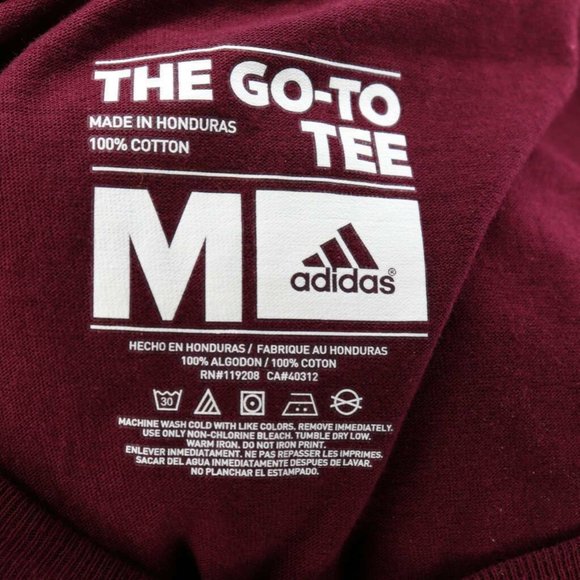 THE GO-TO
TEE
MADE IN HONDURAS
100% COTTON
M
adidas®
HECHO EN HONDURAS / FABRIQUE AU HONDURAS
100% ALGODON / 100% COTON
RN#119208 CA#40312
30
MACHINE WASH COLD WITH LIKE COLORS. REMOVE IMMEDIATELY.
USE ONLY NON-CHLORINE BLEACH. TUMBLE DRY LOW.
WARM IRON. DO NOT IRON PRINT.
ENLEVER IMMEDIATAMENT. NE PAS REPASSER LES IMPRIMES.
SACAR DEL AGUA INMEDIATAMENTE DESPUES DE LAVAR.
NO PLANCHAR EL ESTAMPADO.